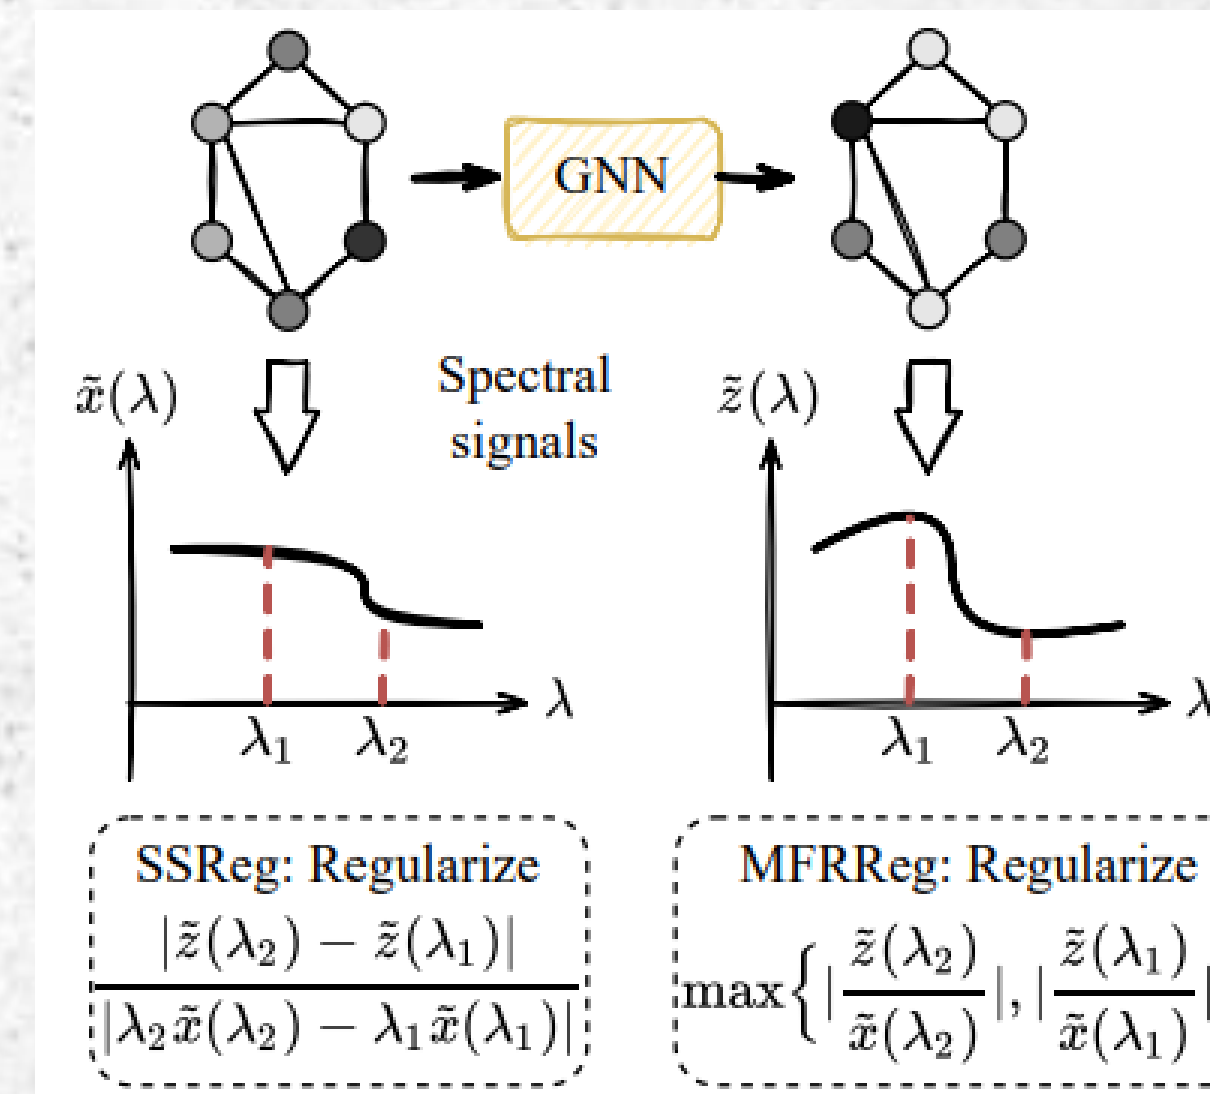 GNN
Spectral
signals
x̃(λ)
z̃(λ)
λ
λ
λ₁ λ₂
λ₁ λ₂
SSReg: Regularize
|z̃(λ₂) − z̃(λ₁)|
|λ₂x̃(λ₂) − λ₁x̃(λ₁)|
MFRReg: Regularize
max{|z̃(λ₂)/x̃(λ₂)|, |z̃(λ₁)/x̃(λ₁)|